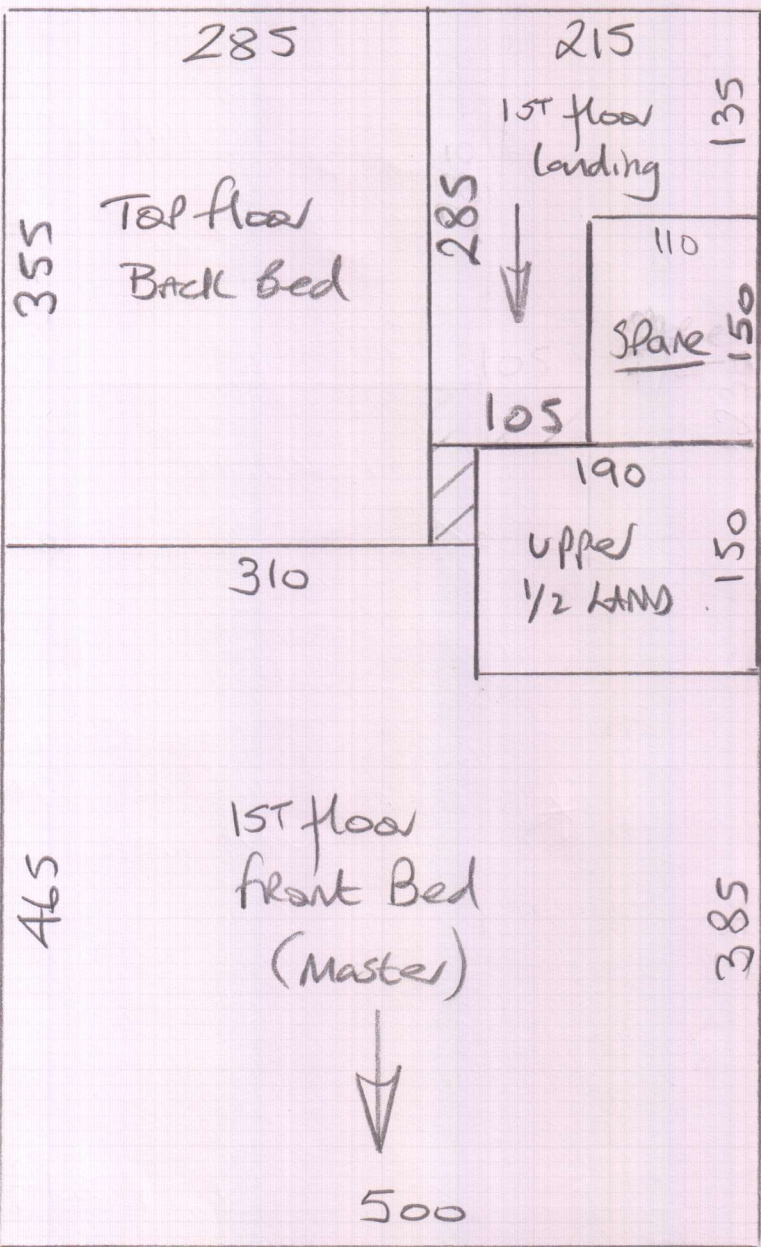 285
355
Top floor
Back Bed
215
135
1ST floor
Landing
285
105
110
Spare
150
190
upper
1/2 LAND
150
310
465
1ST floor
front Bed
(Master)
385
500